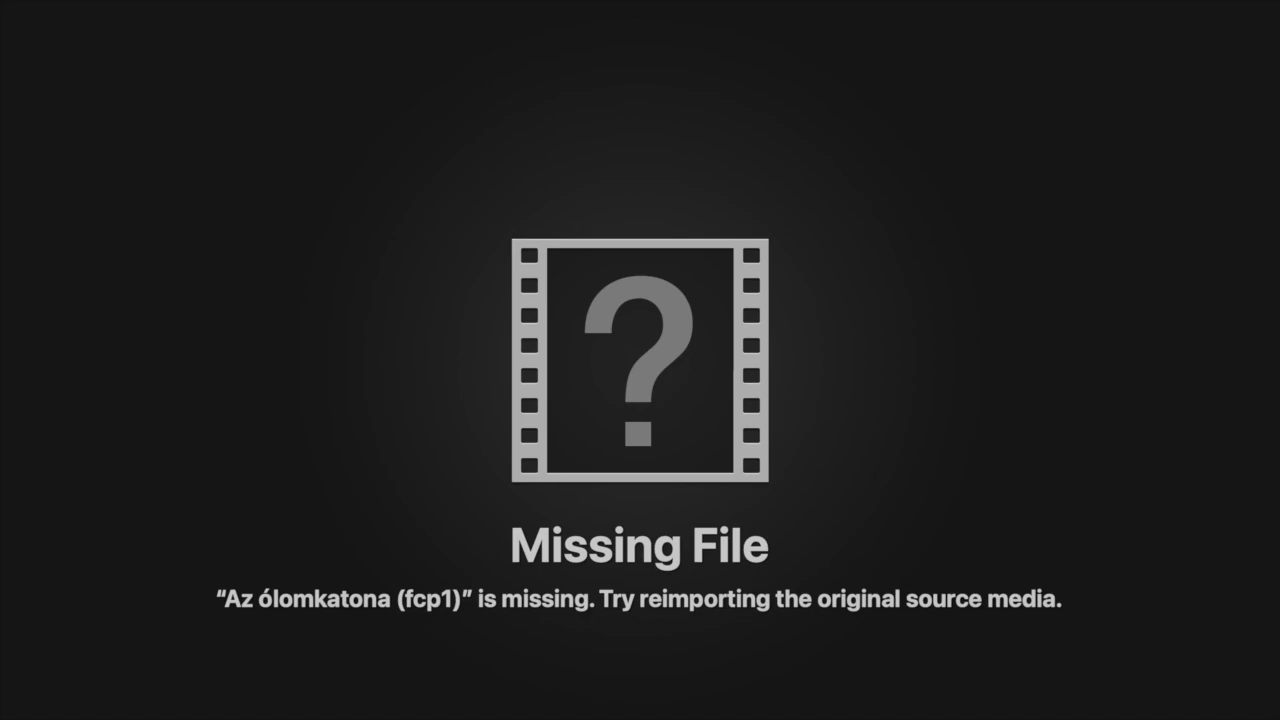 ?
Missing File
“Az ólomkatona (fcp1)” is missing. Try reimporting the original source media.